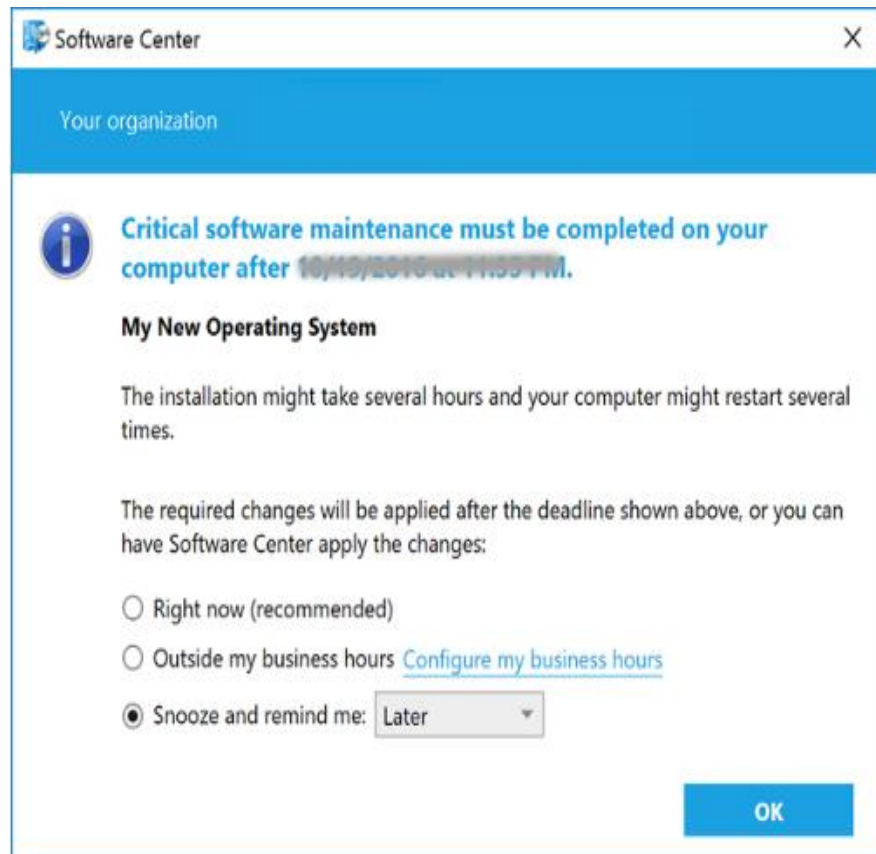 Software Center
Your organization
Critical software maintenance must be completed on your
computer after
My New Operating System
The installation might take several hours and your computer might restart several
times.
The required changes will be applied after the deadline shown above, or you can
have Software Center apply the changes:
Right now (recommended)
Outside my business hours Configure my business hours
Snooze and remind me: Later
OK